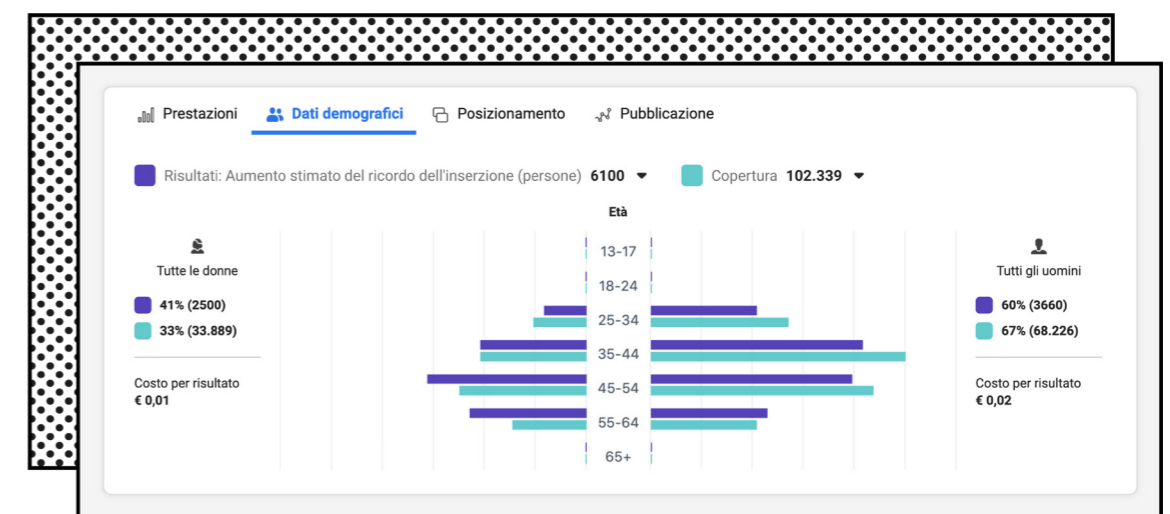 Prestazioni Dati demografici Posizionamento Pubblicazione
Risultati: Aumento stimato del ricordo dell'inserzione (persone) 6100 Copertura 102.339
Età
Tutte le donne
41% (2500)
33% (33.889)
Costo per risultato
€ 0,01
13-17
18-24
25-34
35-44
45-54
55-64
65+
Tutti gli uomini
60% (3660)
67% (68.226)
Costo per risultato
€ 0,02